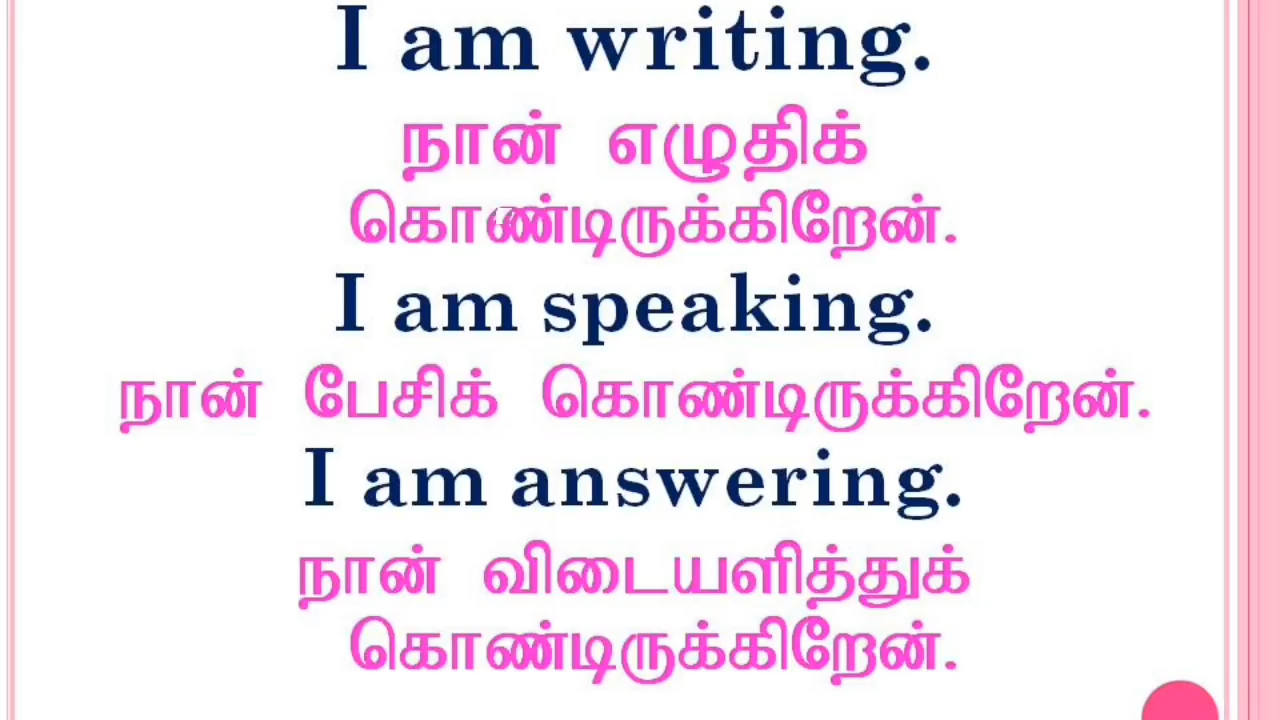 I am writing.
நான் எழுதிக்
கொண்டிருக்கிறேன்.
I am speaking.
நான் பேசிக் கொண்டிருக்கிறேன்.
I am answering.
நான் விடையளித்துக்
கொண்டிருக்கிறேன்.